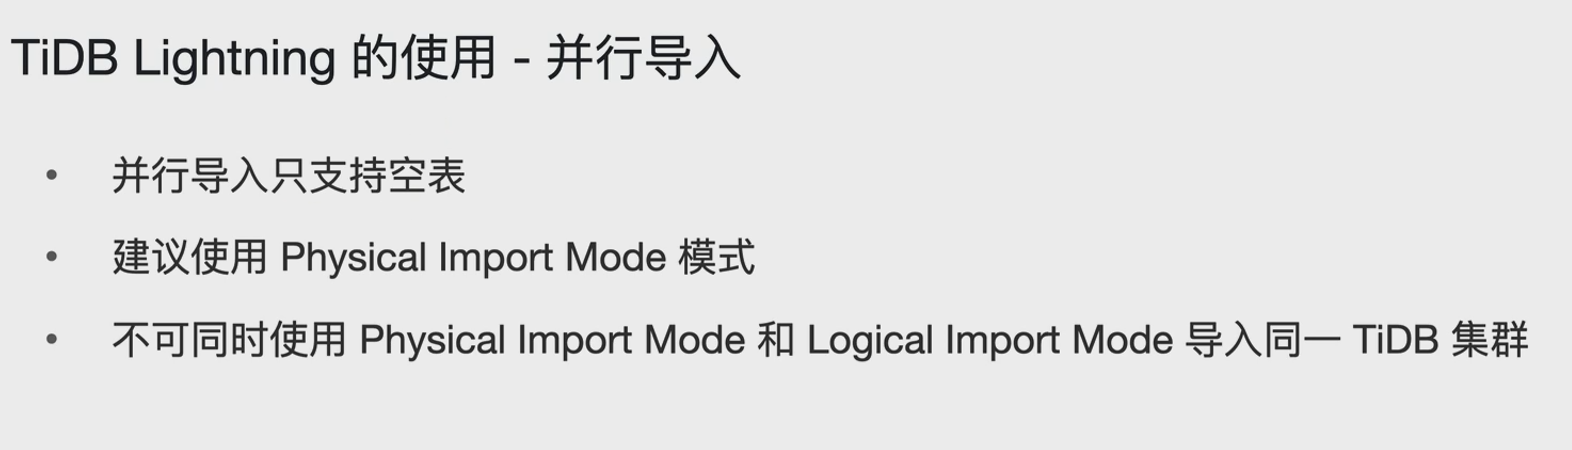 TiDB Lightning 的使用 - 并行导入
• 并行导入只支持空表
• 建议使用 Physical Import Mode 模式
• 不可同时使用 Physical Import Mode 和 Logical Import Mode 导入同一 TiDB 集群